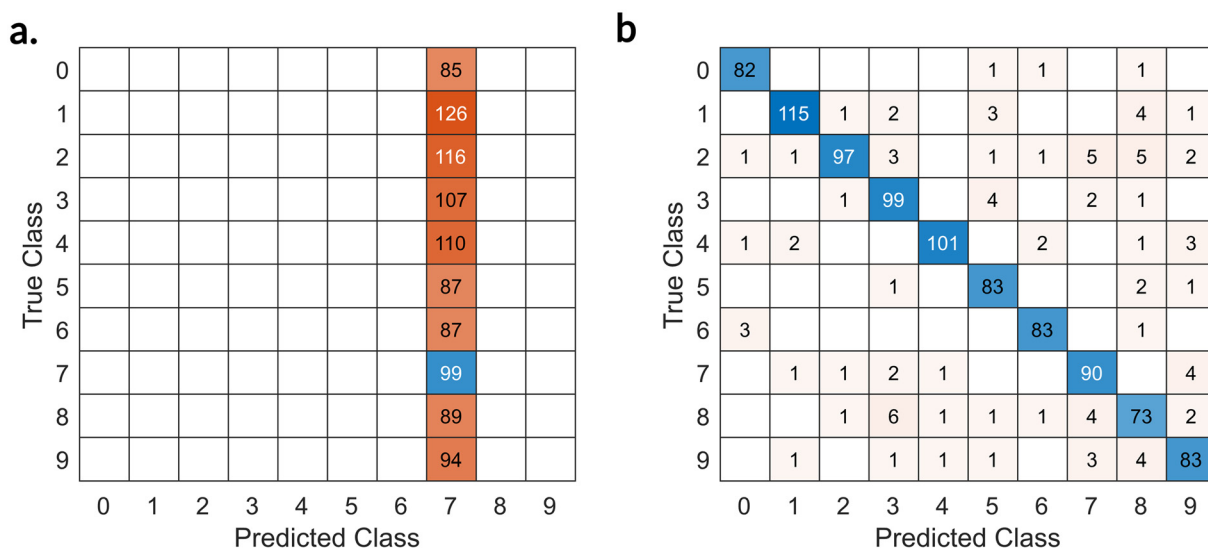 a.
True Class
0 85
1 126
2 116
3 107
4 110
5 87
6 87
7 99
8 89
9 94
0 1 2 3 4 5 6 7 8 9
Predicted Class
b
True Class
0 82 1 1 1
1 115 1 2 3 4 1
2 1 1 97 3 1 1 5 5 2
3 1 99 4 2 1
4 1 2 101 2 1 3
5 1 83 2 1
6 3 83 1
7 1 1 2 1 90 4
8 1 6 1 1 1 4 73 2
9 1 1 1 1 3 4 83
0 1 2 3 4 5 6 7 8 9
Predicted Class